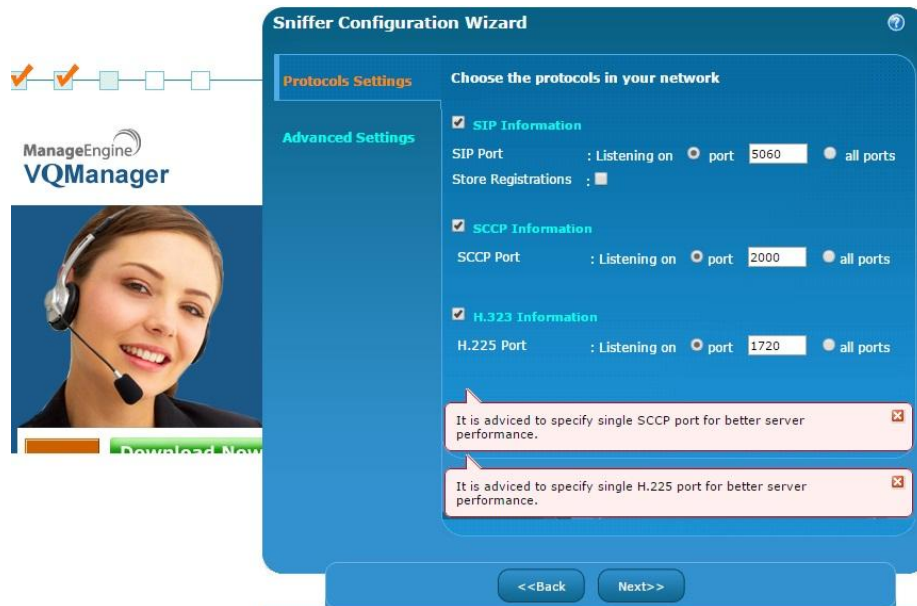 Sniffer Configuration Wizard
ManageEngine
VQManager
Download Now
Protocols Settings
Advanced Settings
Choose the protocols in your network
SIP Information
SIP Port : Listening on port 5060 all ports
Store Registrations :
SCCP Information
SCCP Port : Listening on port 2000 all ports
H.323 Information
H.225 Port : Listening on port 1720 all ports
It is adviced to specify single SCCP port for better server
performance.
It is adviced to specify single H.225 port for better server
performance.
<<Back Next>>